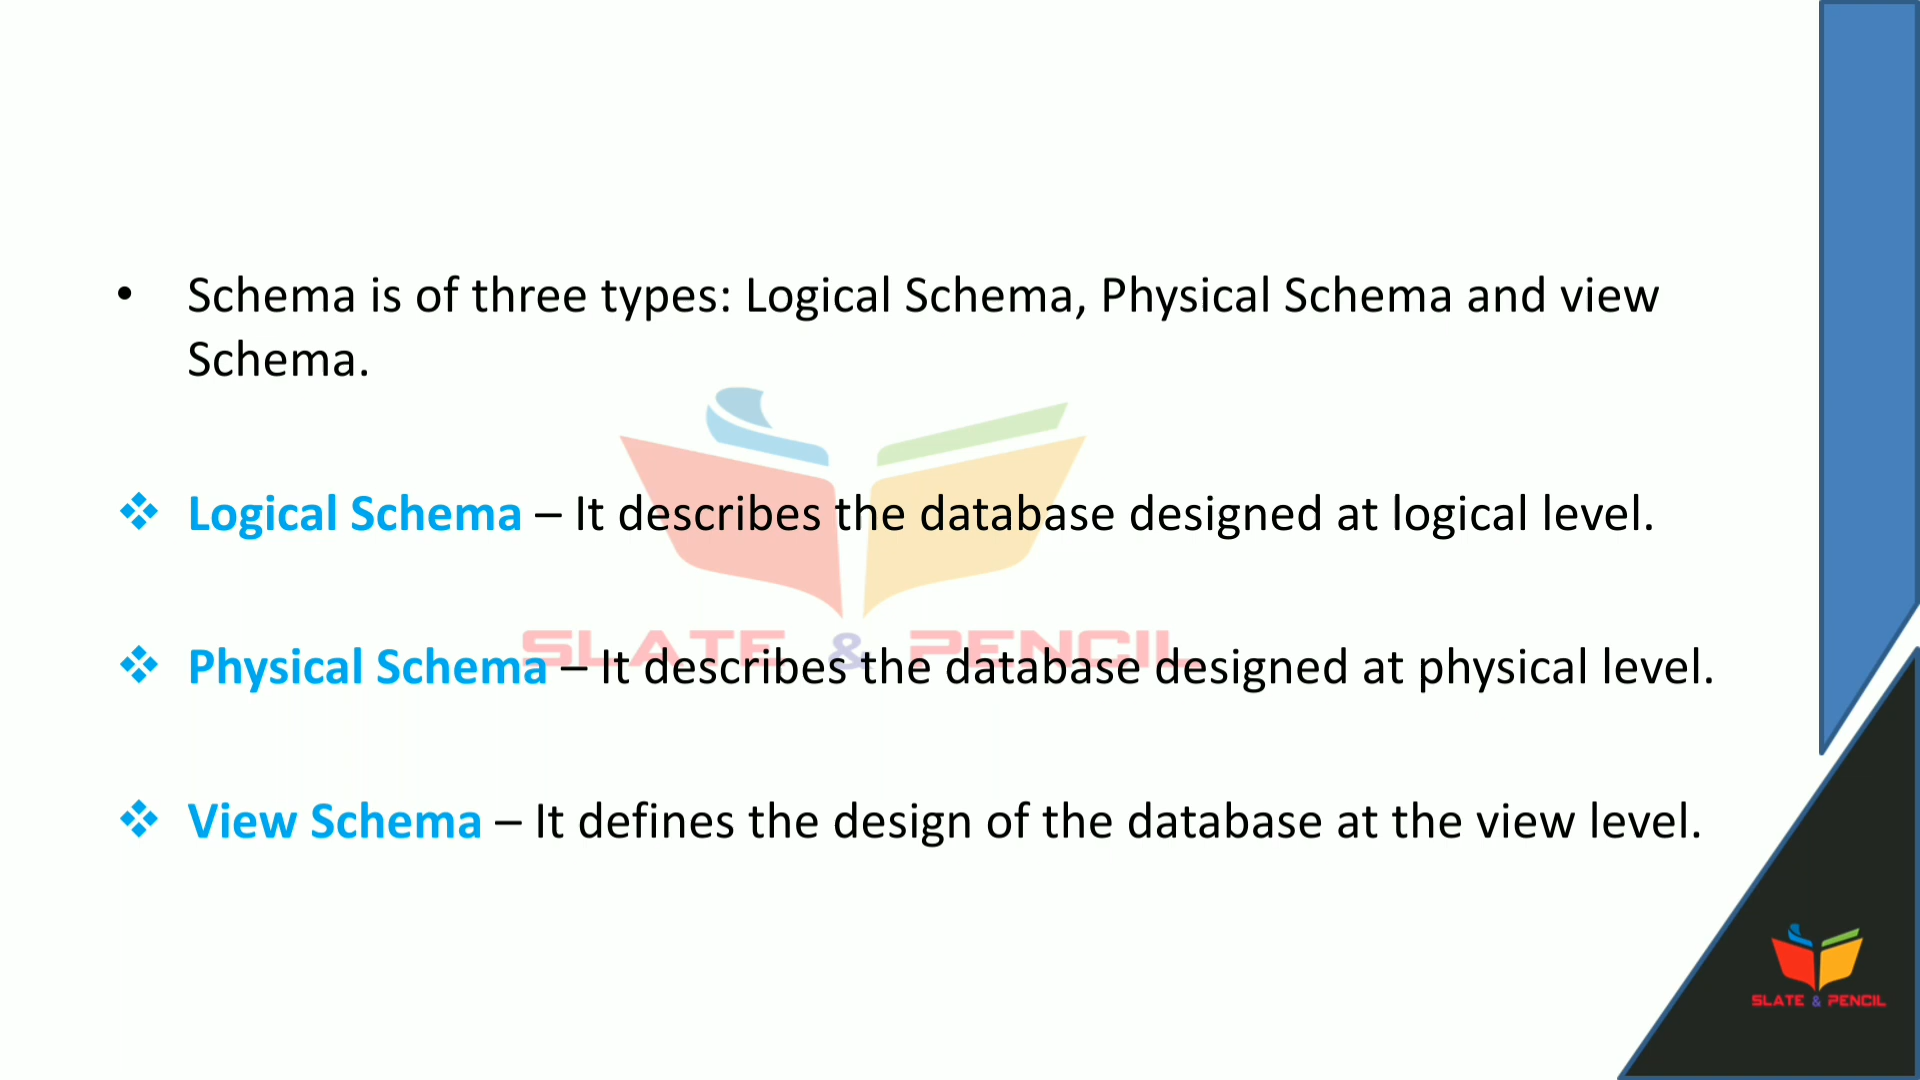 • Schema is of three types: Logical Schema, Physical Schema and view
Schema.
❖ Logical Schema – It describes the database designed at logical level.
SLATE & PENCIL
❖ Physical Schema – It describes the database designed at physical level.
❖ View Schema – It defines the design of the database at the view level.
SLATE & PENCIL